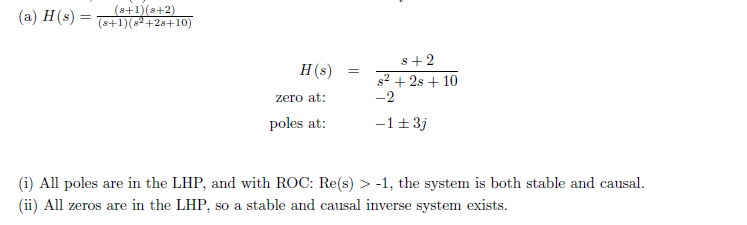 (a) H(s) = (s+1)(s+2) / (s+1)(s²+2s+10)
H(s) = s + 2 / s² + 2s + 10
zero at: −2
poles at: −1 ± 3j
(i) All poles are in the LHP, and with ROC: Re(s) > -1, the system is both stable and causal.
(ii) All zeros are in the LHP, so a stable and causal inverse system exists.